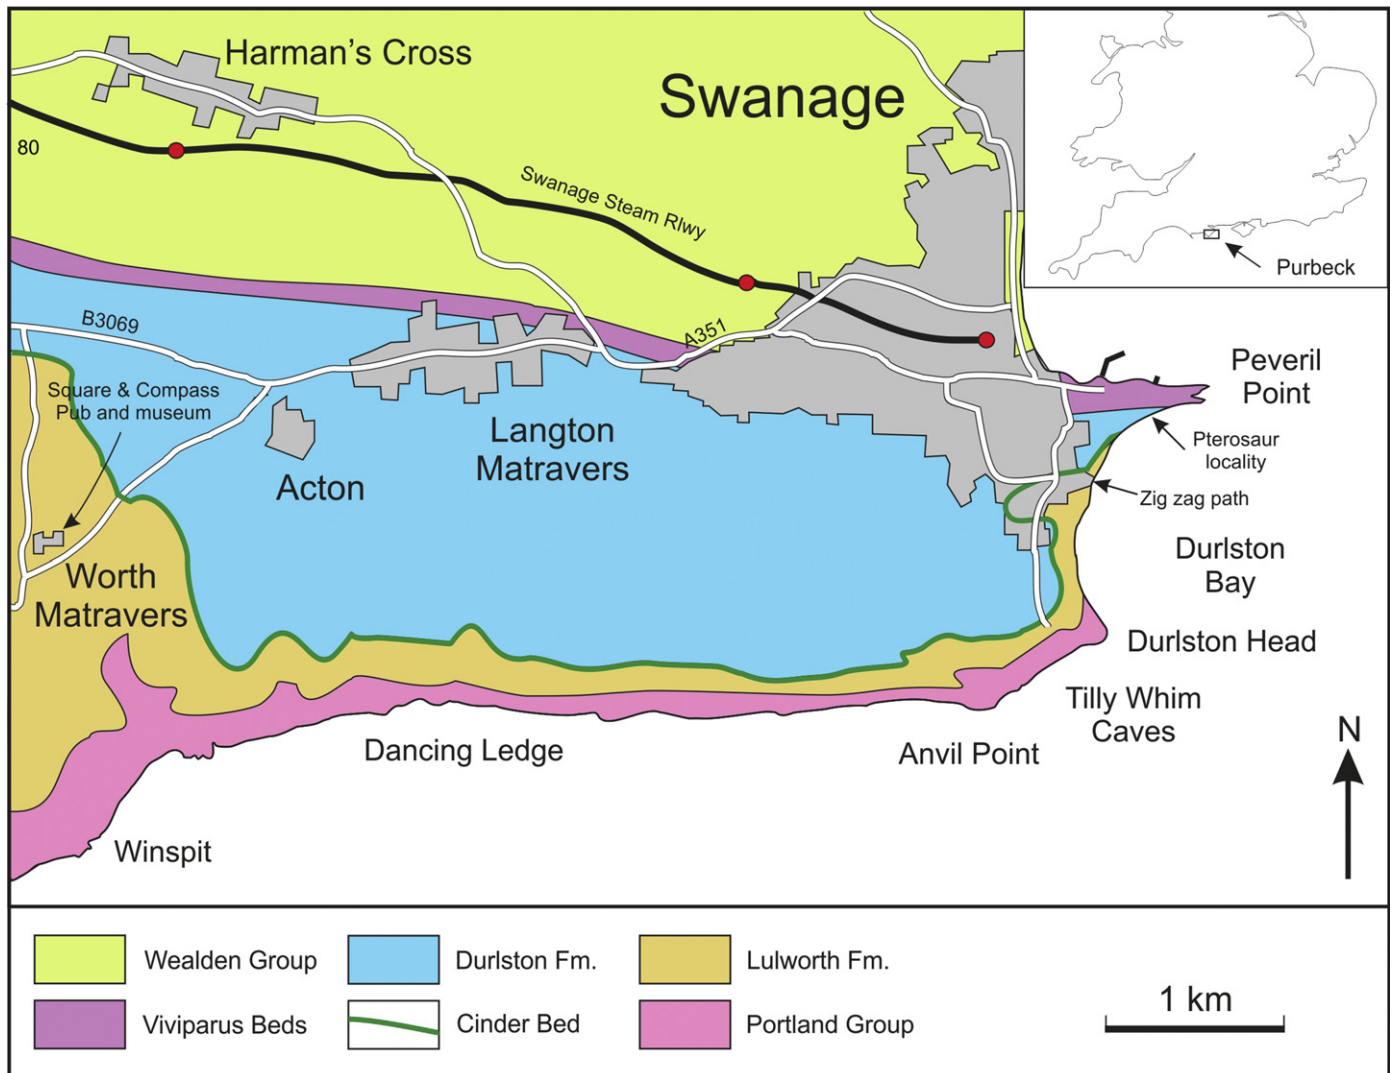 Harman's Cross
Swanage
80
Swanage Steam Rlwy
Purbeck
B3069
A351
Square & Compass
Pub and museum
Peveril
Point
Langton
Matravers
Pterosaur
locality
Acton
Zig zag path
Durlston
Bay
Worth
Matravers
Durlston Head
Tilly Whim
Caves
Dancing Ledge
Anvil Point
N
Winspit
Wealden Group
Durlston Fm.
Lulworth Fm.
Viviparus Beds
Cinder Bed
Portland Group
1 km